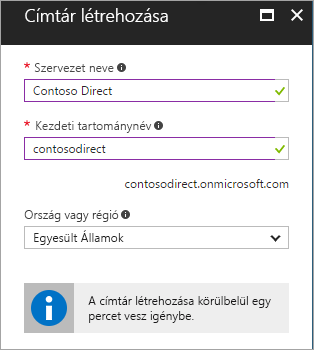 Címtár létrehozása
* Szervezet neve
Contoso Direct
* Kezdeti tartománynév
contosodirect
contosodirect.onmicrosoft.com
Ország vagy régió
Egyesült Államok
A címtár létrehozása körülbelül egy
percet vesz igénybe.